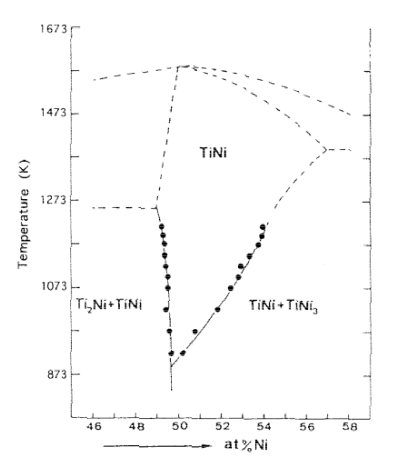 1673
1473
TiNi
1273
Temperature (K)
1073
Ti₂Ni+TiNi
TiNi+TiNi₃
873
46 48 50 52 54 56 58
at%Ni